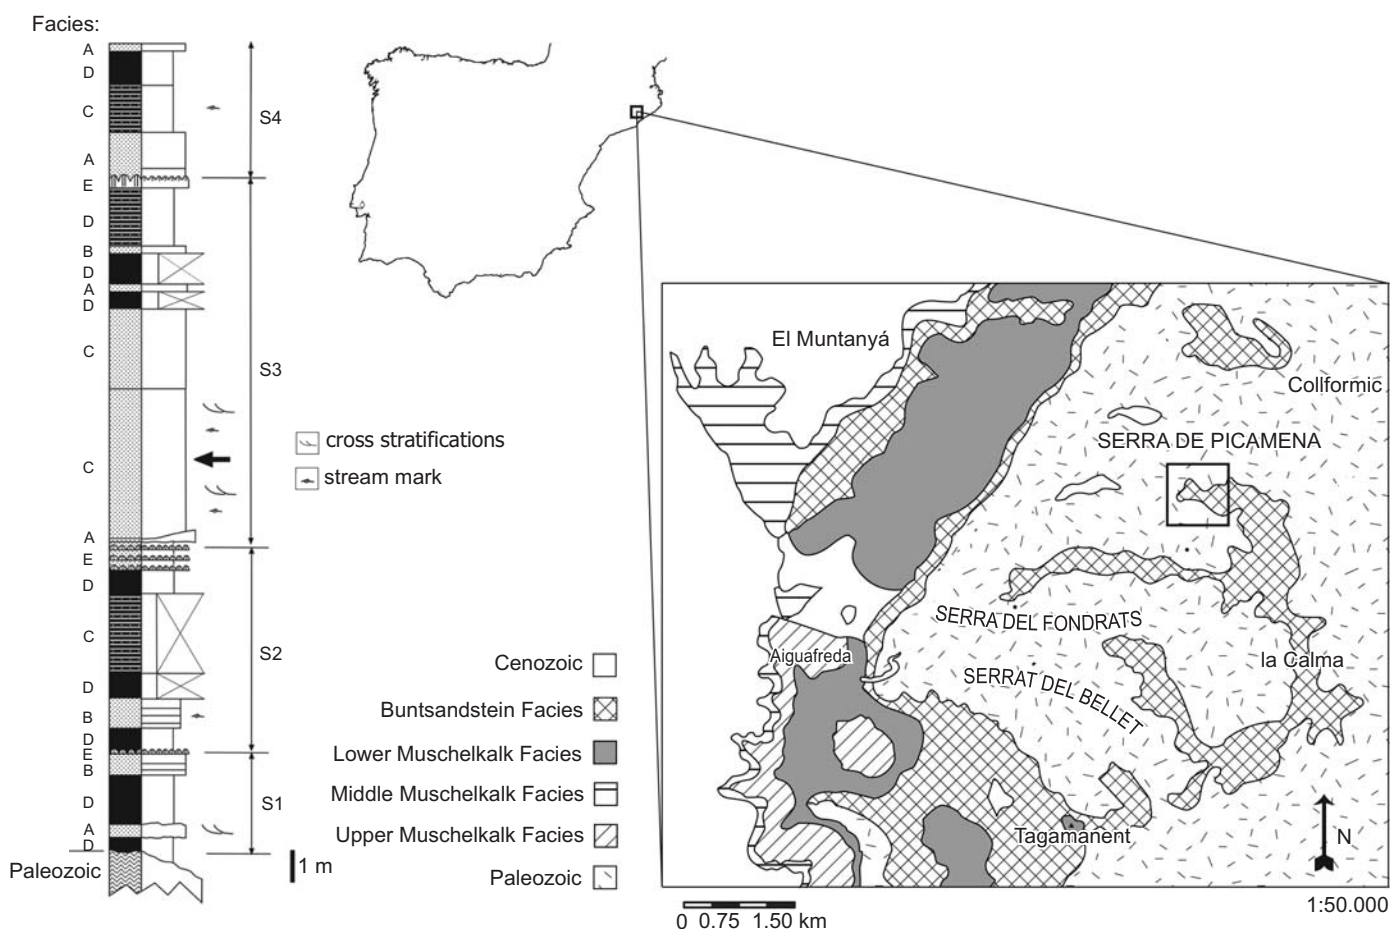 Facies:
A
D
C
A
E
D
B
D
A
D
C
C
A
E
D
C
D
B
D
E
B
D
A
D
Paleozoic
S4
S3
S2
S1
1 m
cross stratifications
stream mark
Cenozoic
Buntsandstein Facies
Lower Muschelkalk Facies
Middle Muschelkalk Facies
Upper Muschelkalk Facies
Paleozoic
El Muntanyá
Collformic
SERRA DE PICAMENA
SERRA DEL FONDRATS
Aiguafreda
la Calma
SERRAT DEL BELLET
Tagamanent
N
0 0.75 1.50 km
1:50.000